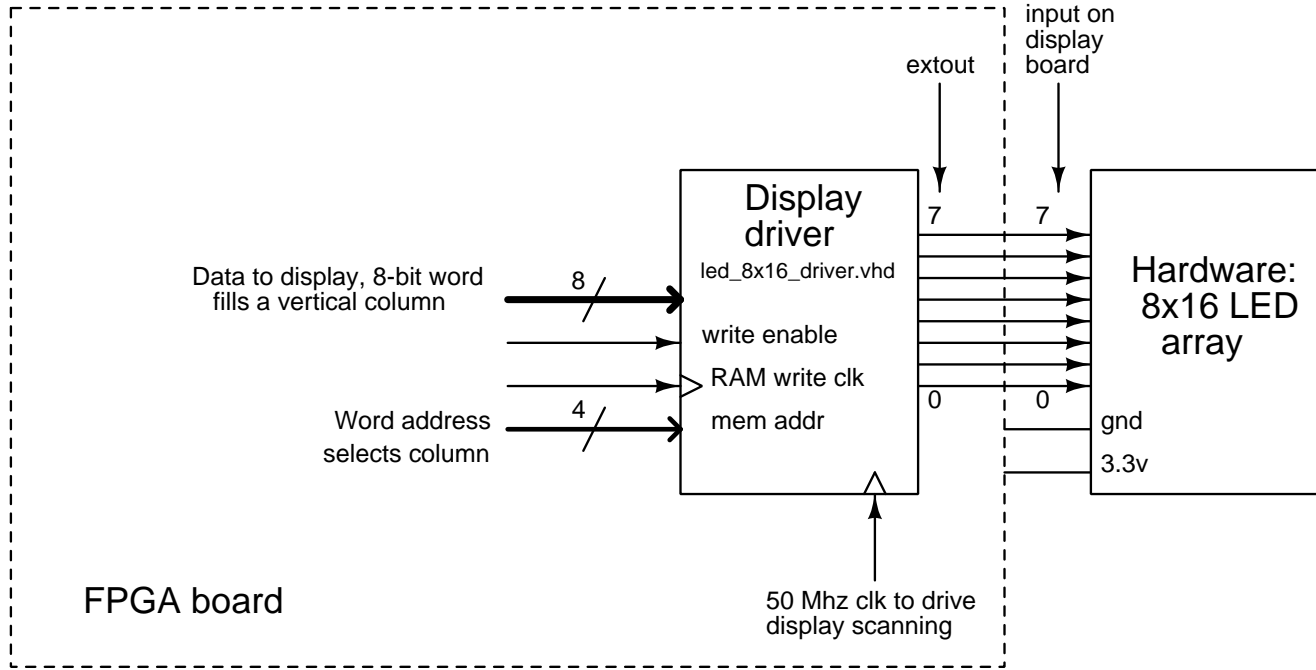 input on
display
board
extout
Display
driver
led_8x16_driver.vhd
7
7
Hardware:
8x16 LED
array
Data to display, 8-bit word
fills a vertical column
8
write enable
RAM write clk
0
0
Word address
selects column
4
mem addr
gnd
3.3v
FPGA board
50 Mhz clk to drive
display scanning